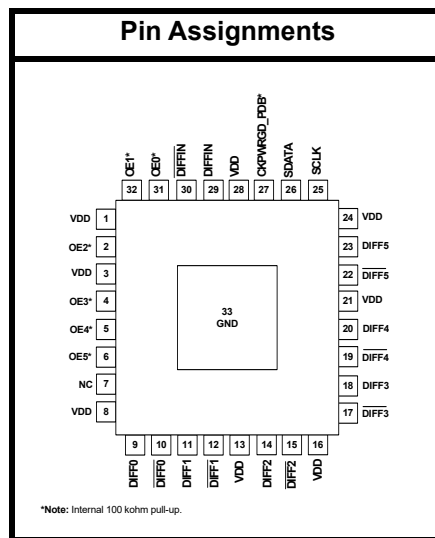 Pin Assignments
OE1*
OE0*
DIFFIN
DIFFIN
VDD
CKPWRGD_PDB*
SDATA
SCLK
32 31 30 29 28 27 26 25
VDD 1
OE2* 2
VDD 3
OE3* 4
OE4* 5
OE5* 6
NC 7
VDD 8
33
GND
24 VDD
23 DIFF5
22 DIFF5
21 VDD
20 DIFF4
19 DIFF4
18 DIFF3
17 DIFF3
9 10 11 12 13 14 15 16
DIFF0
DIFF0
DIFF1
DIFF1
VDD
DIFF2
DIFF2
VDD
*Note: Internal 100 kohm pull-up.